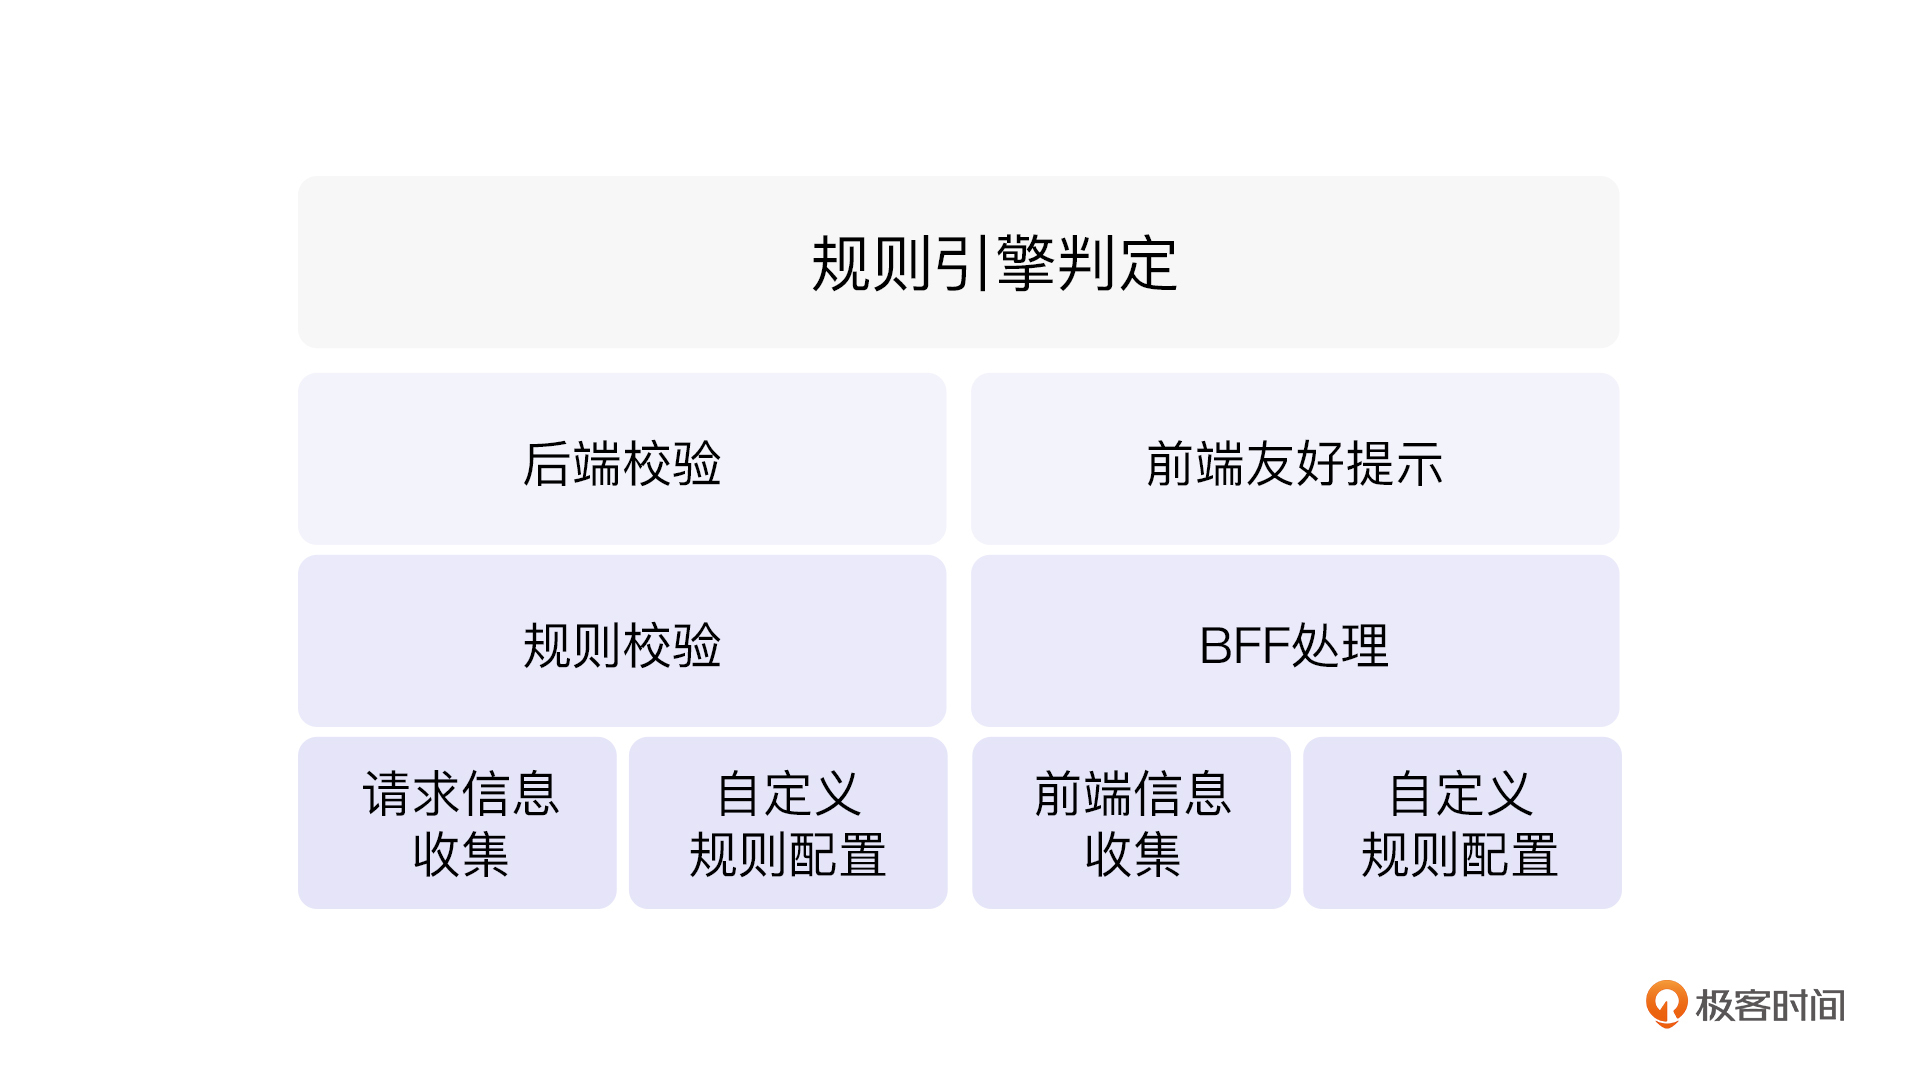 规则引擎判定
后端校验
前端友好提示
规则校验
BFF处理
请求信息
收集
自定义
规则配置
前端信息
收集
自定义
规则配置
极客时间